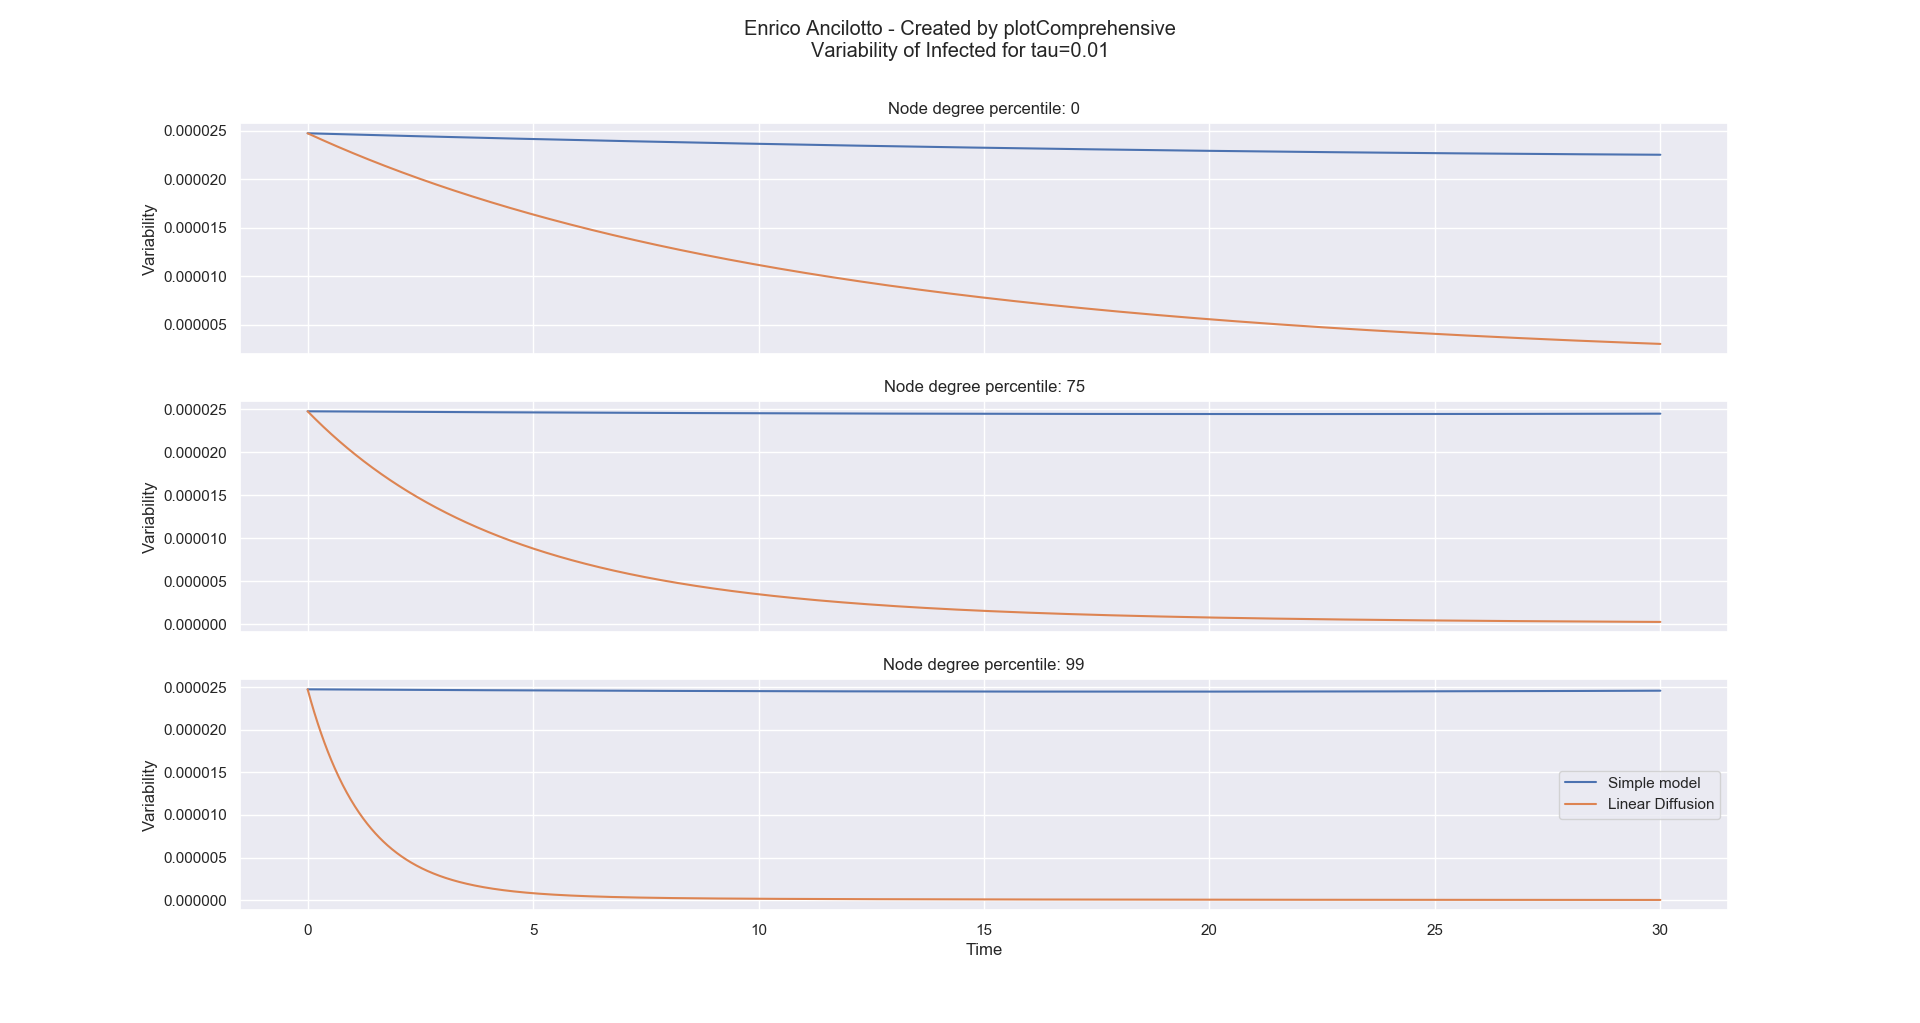 Enrico Ancilotto - Created by plotComprehensive
Variability of Infected for tau=0.01
Node degree percentile: 0
0.000025
0.000020
0.000015
0.000010
0.000005
Variability
Node degree percentile: 75
0.000025
0.000020
0.000015
0.000010
0.000005
0.000000
Variability
Node degree percentile: 99
0.000025
0.000020
0.000015
0.000010
0.000005
0.000000
Variability
Simple model
Linear Diffusion
0 5 10 15 20 25 30
Time